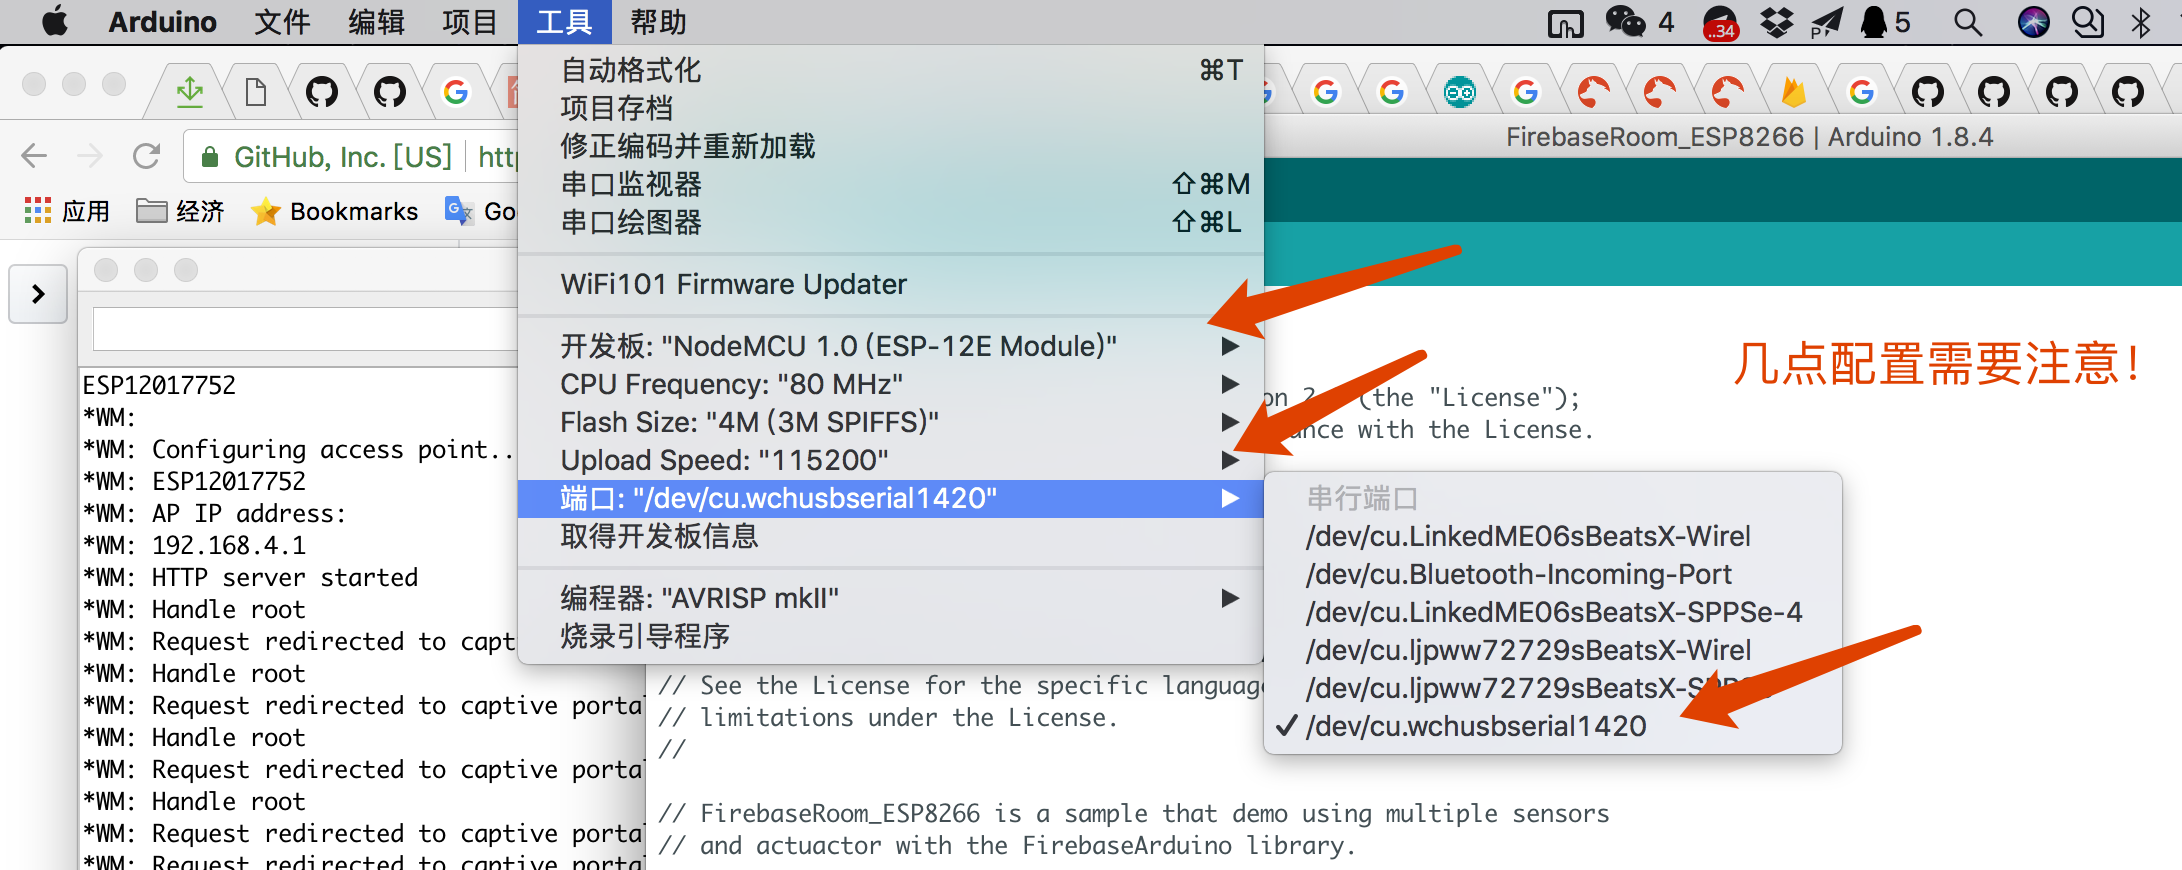 Arduino 文件 编辑 项目 工具 帮助 4 ..34 P 5
自动格式化 ⌘T
项目存档
修正编码并重新加载
串口监视器 ⇧⌘M
串口绘图器 ⇧⌘L
WiFi101 Firmware Updater
开发板: "NodeMCU 1.0 (ESP-12E Module)"
CPU Frequency: "80 MHz"
Flash Size: "4M (3M SPIFFS)"
Upload Speed: "115200"
端口: "/dev/cu.wchusbserial1420"
取得开发板信息
编程器: "AVRISP mkII"
烧录引导程序
串行端口
/dev/cu.LinkedME06sBeatsX-Wirel
/dev/cu.Bluetooth-Incoming-Port
/dev/cu.LinkedME06sBeatsX-SPPSe-4
/dev/cu.ljpww72729sBeatsX-Wirel
/dev/cu.ljpww72729sBeatsX-SPPSe
✓ /dev/cu.wchusbserial1420
GitHub, Inc. [US] htt
应用 经济 Bookmarks Go
ESP12017752
*WM:
*WM: Configuring access point..
*WM: ESP12017752
*WM: AP IP address:
*WM: 192.168.4.1
*WM: HTTP server started
*WM: Handle root
*WM: Request redirected to capt
*WM: Handle root
*WM: Request redirected to captive porta
*WM: Handle root
*WM: Request redirected to captive porta
*WM: Handle root
*WM: Request redirected to captive porta
*WM: Request redirected to captive porta
FirebaseRoom_ESP8266 | Arduino 1.8.4
几点配置需要注意!
on 2 (the "License");
ance with the License.
// See the License for the specific language
// limitations under the License.
//
// FirebaseRoom_ESP8266 is a sample that demo using multiple sensors
// and actuactor with the FirebaseArduino library.